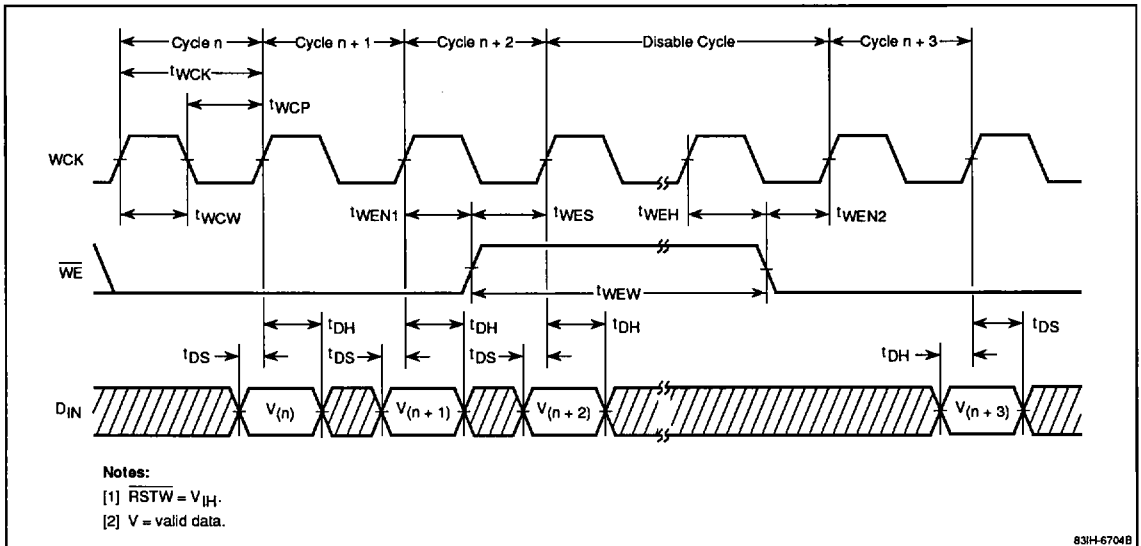 Cycle n Cycle n + 1 Cycle n + 2 Disable Cycle Cycle n + 3
tWCK
tWCP
WCK
tWCW tWEN1 tWES tWEH tWEN2
WE
tWEW
tDH tDH tDH tDS
tDS tDS tDS tDH
DIN V(n) V(n + 1) V(n + 2) V(n + 3)
Notes:
[1] RSTW = VIH.
[2] V = valid data.
83IH-6704B